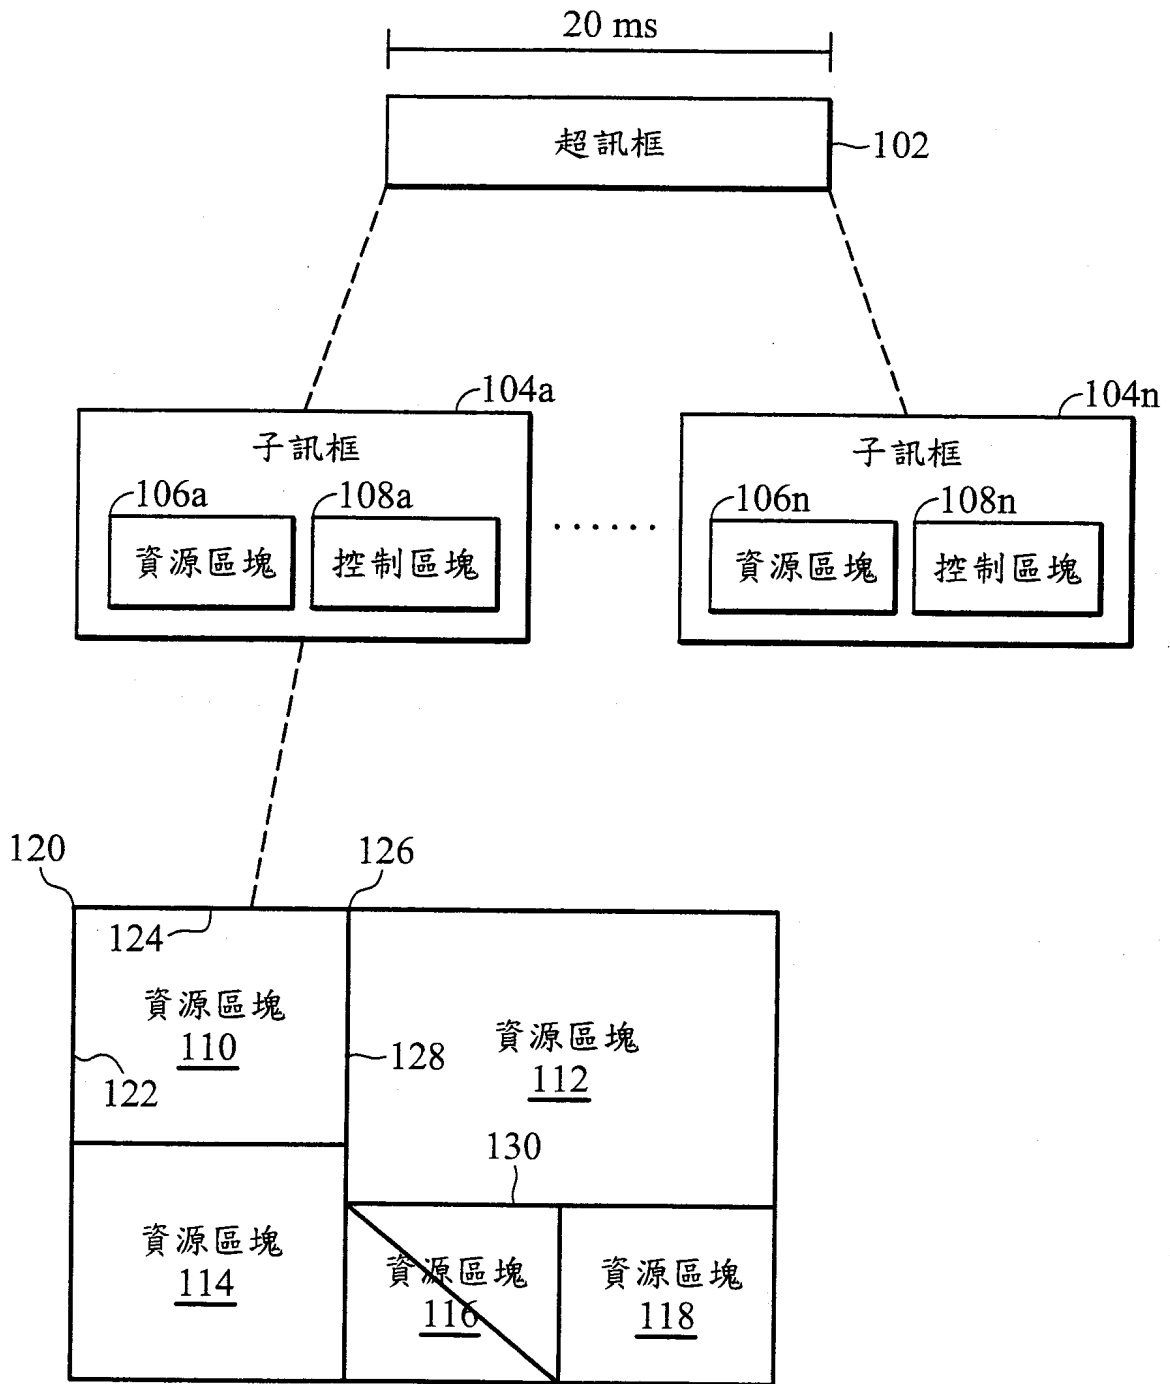 20 ms
超訊框
102
104a
子訊框
106a
資源區塊
108a
控制區塊
......
104n
子訊框
106n
資源區塊
108n
控制區塊
120
124
126
資源區塊
110
122
128
資源區塊
112
130
資源區塊
114
資源區塊
116
資源區塊
118